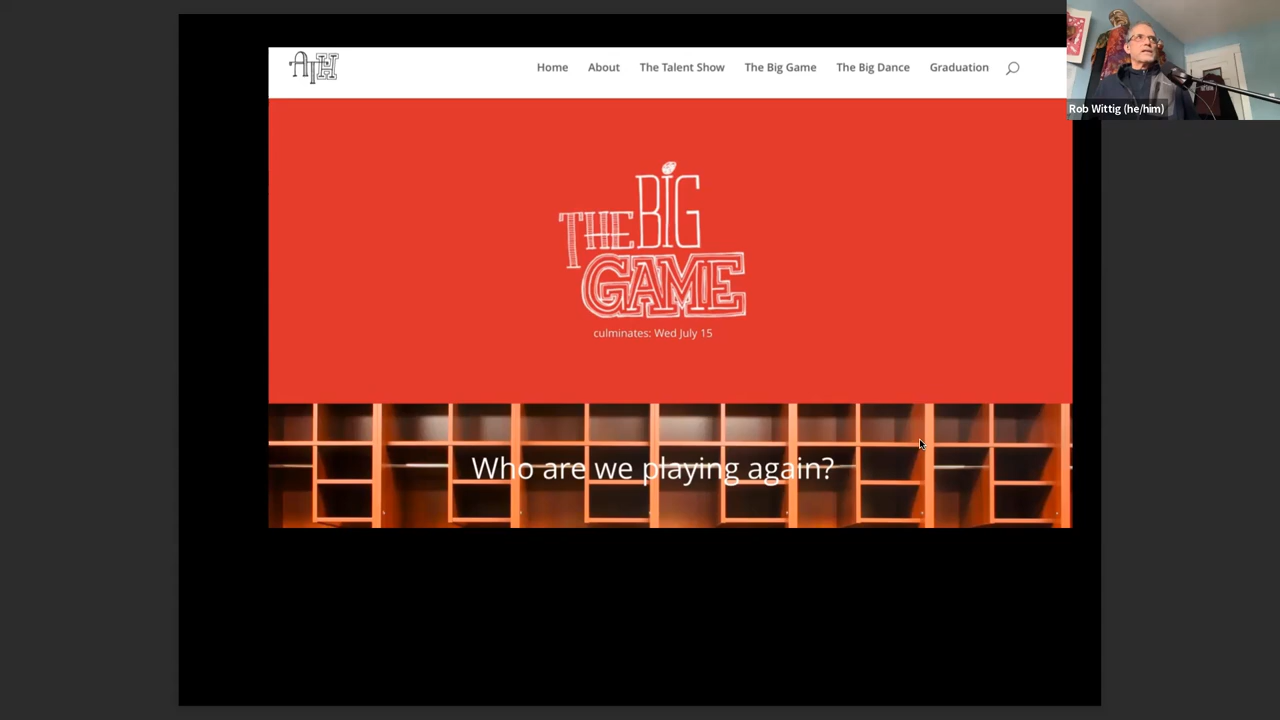 ATH
Home About The Talent Show The Big Game The Big Dance Graduation
Rob Wittig (he/him)
THE BIG
GAME
culminates: Wed July 15
Who are we playing again?